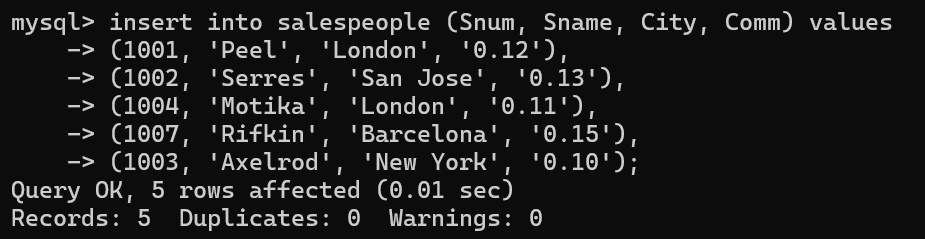 mysql> insert into salespeople (Snum, Sname, City, Comm) values
    -> (1001, 'Peel', 'London', '0.12'),
    -> (1002, 'Serres', 'San Jose', '0.13'),
    -> (1004, 'Motika', 'London', '0.11'),
    -> (1007, 'Rifkin', 'Barcelona', '0.15'),
    -> (1003, 'Axelrod', 'New York', '0.10');
Query OK, 5 rows affected (0.01 sec)
Records: 5  Duplicates: 0  Warnings: 0